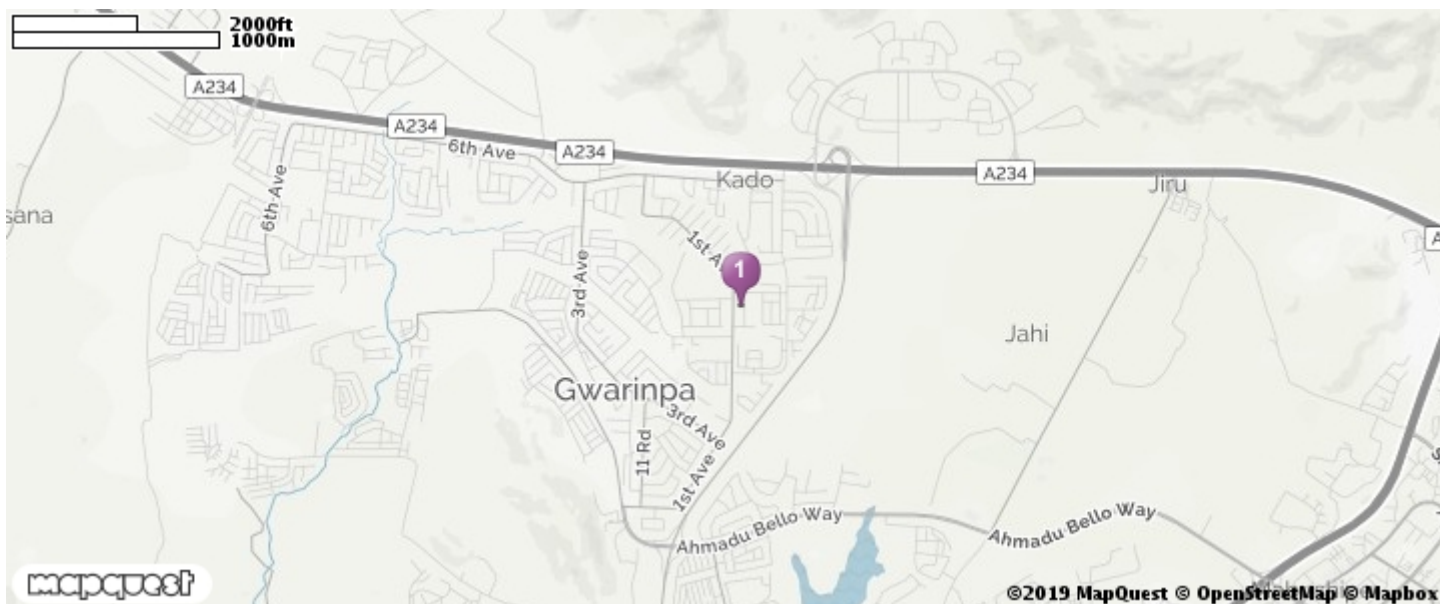 2000ft
1000m
A234
A234
6th Ave
A234
Kado
A234
Jiru
6th Ave
sana
1st A
1
3rd Ave
Jahi
Gwarinpa
3rd Ave
11 Rd
1st Ave
Ahmadu Bello Way
Ahmadu Bello Way
mapquest
©2019 MapQuest © OpenStreetMap © Mapbox